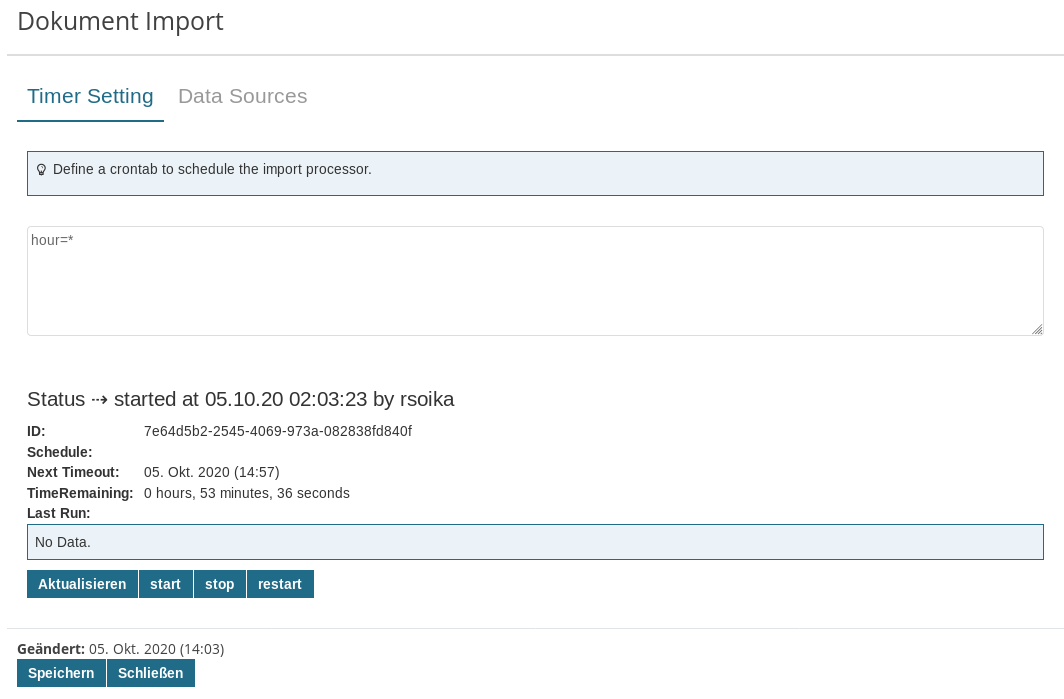 Dokument Import
Timer Setting Data Sources
Define a crontab to schedule the import processor.
hour=*
Status ⇢ started at 05.10.20 02:03:23 by rsoika
ID: 7e64d5b2-2545-4069-973a-082838fd840f
Schedule:
Next Timeout: 05. Okt. 2020 (14:57)
TimeRemaining: 0 hours, 53 minutes, 36 seconds
Last Run:
No Data.
Aktualisieren start stop restart
Geändert: 05. Okt. 2020 (14:03)
Speichern Schließen